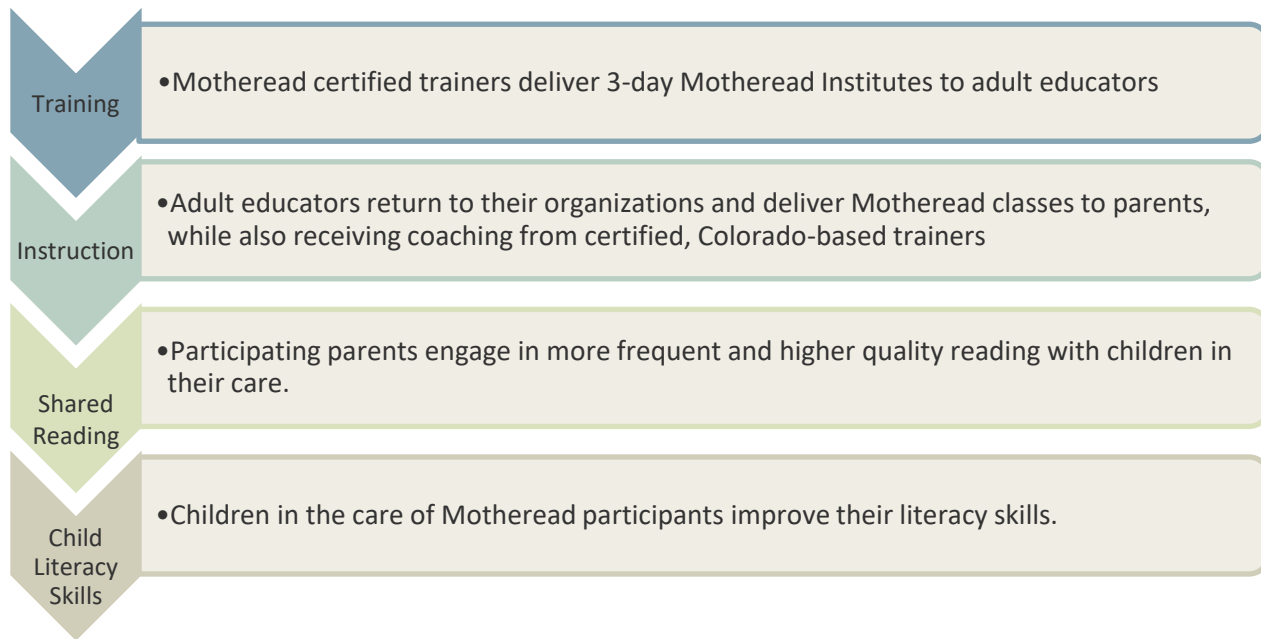 Training
•Motheread certified trainers deliver 3-day Motheread Institutes to adult educators
Instruction
•Adult educators return to their organizations and deliver Motheread classes to parents,
while also receiving coaching from certified, Colorado-based trainers
Shared
Reading
•Participating parents engage in more frequent and higher quality reading with children in
their care.
Child
Literacy
Skills
•Children in the care of Motheread participants improve their literacy skills.